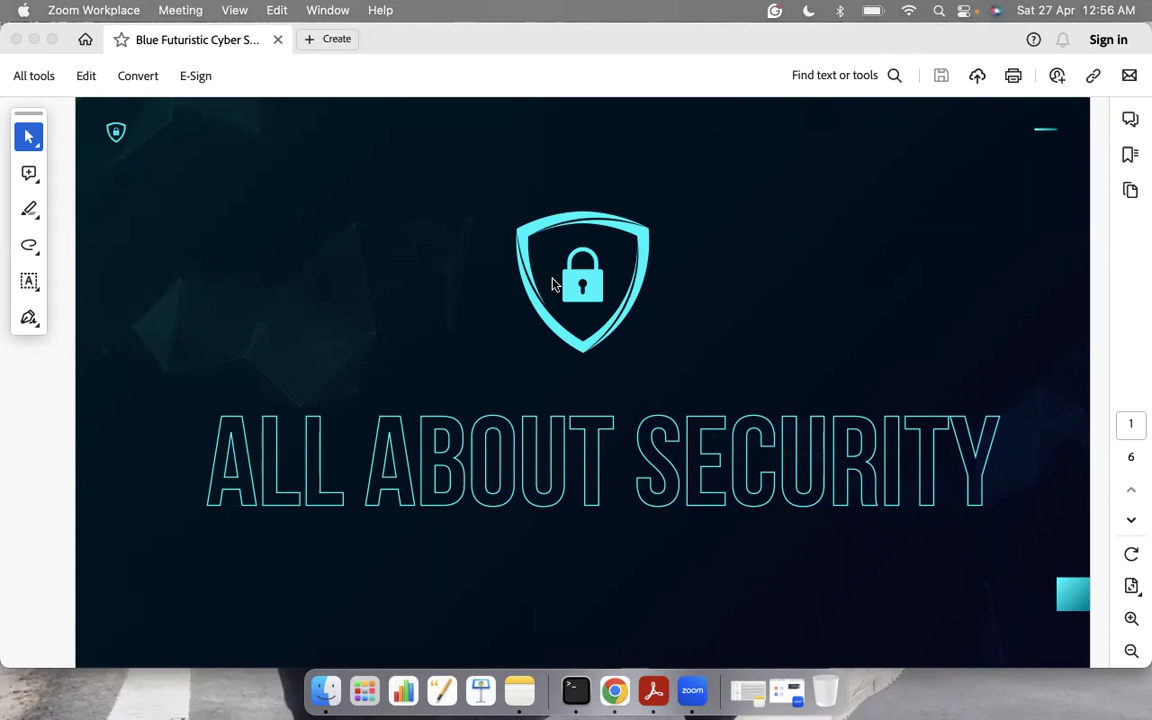 Zoom Workplace Meeting View Edit Window Help Sat 27 Apr 12:56 AM
Blue Futuristic Cyber S... Create Sign in
All tools Edit Convert E-Sign Find text or tools
ALL ABOUT SECURITY
1
6
zoom